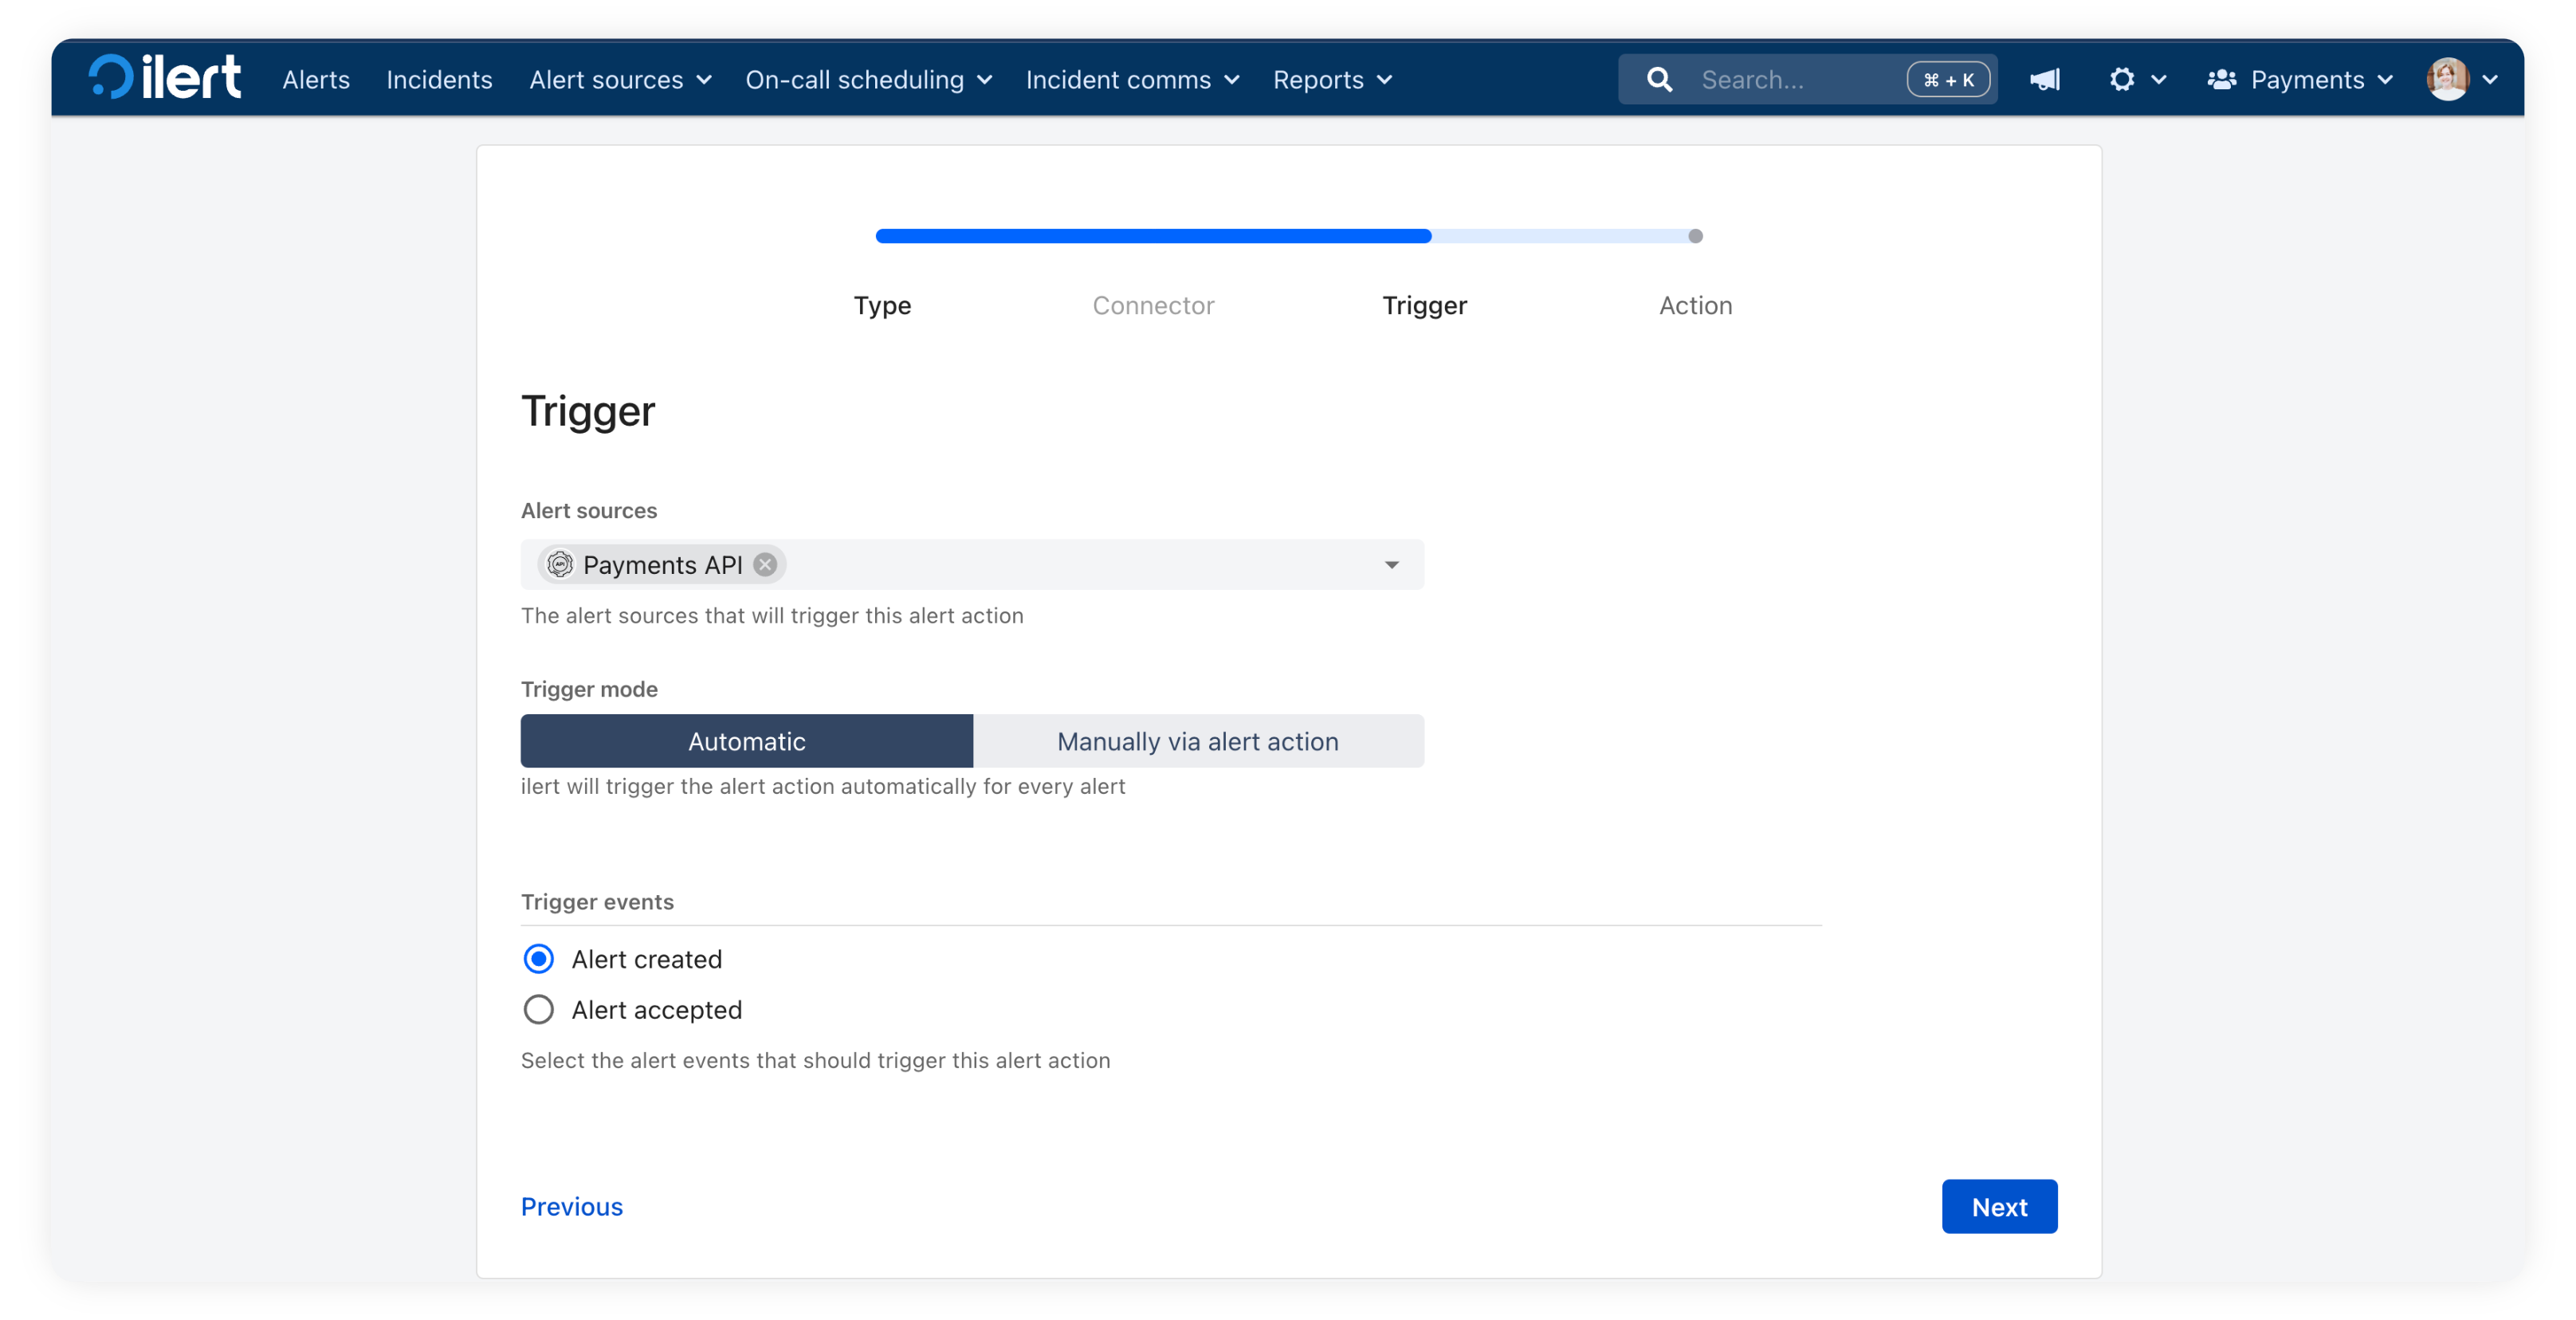 ilert Alerts Incidents Alert sources On-call scheduling Incident comms Reports Search... ⌘ + K Payments
Type Connector Trigger Action
Trigger
Alert sources
API Payments API
The alert sources that will trigger this alert action
Trigger mode
Automatic Manually via alert action
ilert will trigger the alert action automatically for every alert
Trigger events
Alert created
Alert accepted
Select the alert events that should trigger this alert action
Previous Next